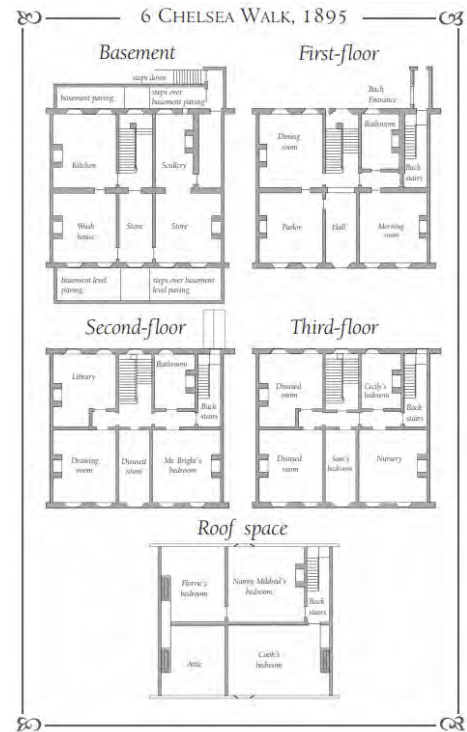 6 CHELSEA WALK, 1895
Basement
steps down
basement paving
steps over
basement paving
Kitchen
Scullery
Wash
house
Store
Store
basement level
paving
steps over basement
level paving
First-floor
Back
Entrance
Dining
room
Bathroom
Back
stairs
Parlor
Hall
Morning
room
Second-floor
Library
Bathroom
Back
stairs
Drawing
room
Disused
room
Mr. Bright's
bedroom
Third-floor
Disused
room
Cecily's
bedroom
Back
stairs
Disused
room
Sam's
bedroom
Nursery
Roof space
Florrie's
bedroom
Nanny Mildred's
bedroom
Back
stairs
Attic
Cook's
bedroom